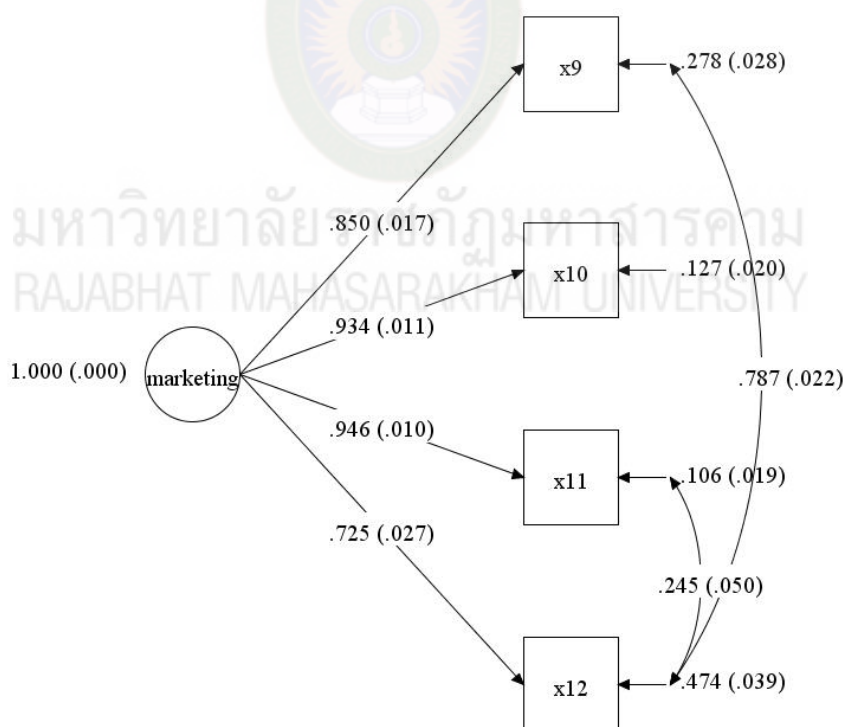 x9
.278 (.028)
.850 (.017)
มหาวิทยาลัยราชภัฏมหาสารคาม
x10
.127 (.020)
RAJABHAT MAHASARAKHAM UNIVERSITY
.934 (.011)
1.000 (.000)
marketing
.787 (.022)
.946 (.010)
x11
.106 (.019)
.725 (.027)
.245 (.050)
x12
.474 (.039)